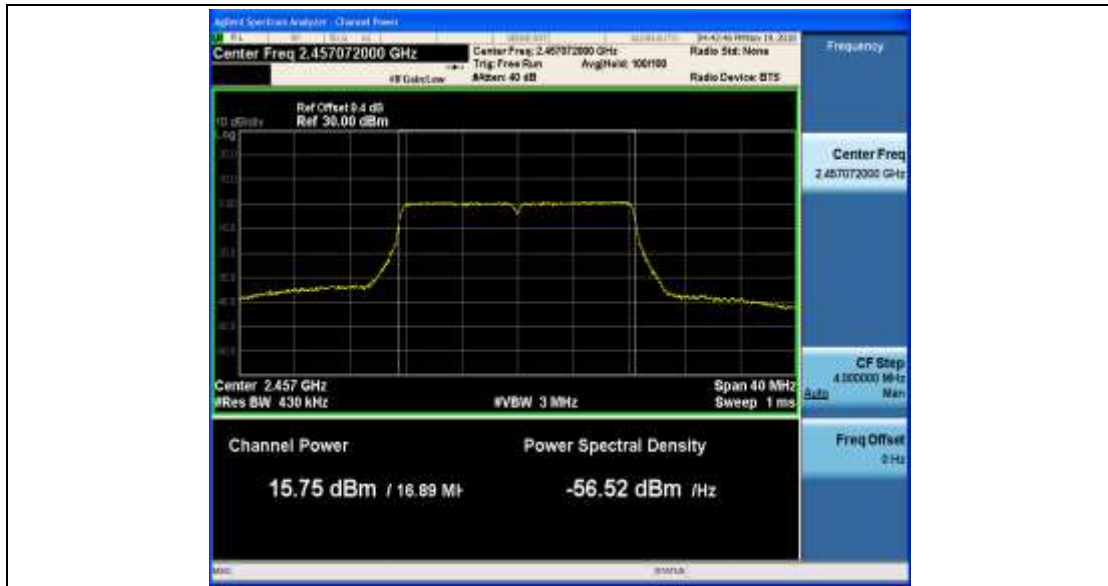 Agilent Spectrum Analyzer - Channel Power
Center Freq 2.457072000 GHz
Center Freq: 2.457072000 GHz
Radio Std: None
Trig: Free Run
Avg|Hold: 100/100
#IFGain:Low
#Atten: 40 dB
Radio Device: BTS
Frequency
Ref Offset 9.4 dB
10 dB/div
Ref 30.00 dBm
Log
Center Freq
2.457072000 GHz
Center 2.457 GHz
Span 40 MHz
#Res BW 430 kHz
#VBW 3 MHz
Sweep 1 ms
CF Step
4.000000 MHz
Auto
Man
Channel Power
Power Spectral Density
Freq Offset
0 Hz
15.75 dBm / 16.89 MH
-56.52 dBm /Hz
MSG
STATUS